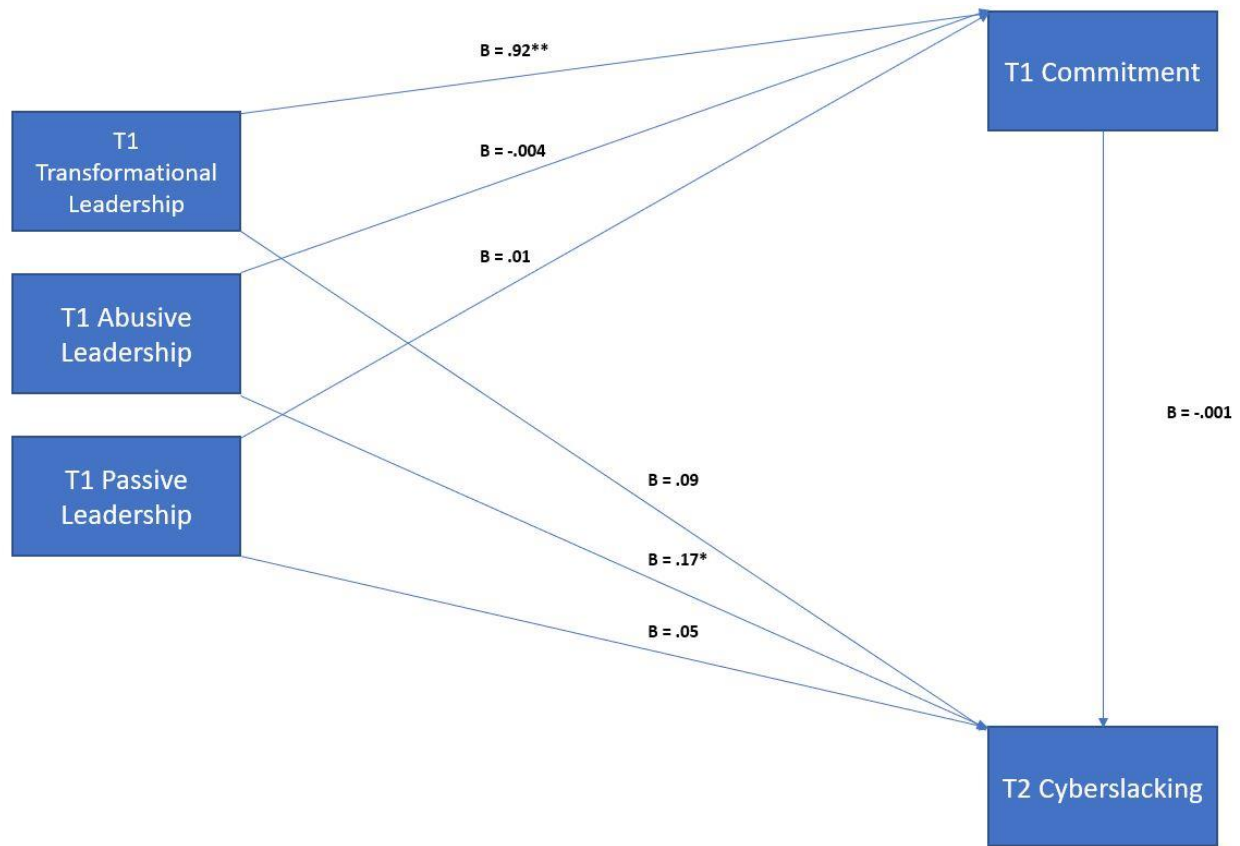 B = .92**
T1 Commitment
T1
Transformational
Leadership
B = -.004
B = .01
T1 Abusive
Leadership
B = -.001
T1 Passive
Leadership
B = .09
B = .17*
B = .05
T2 Cyberslacking